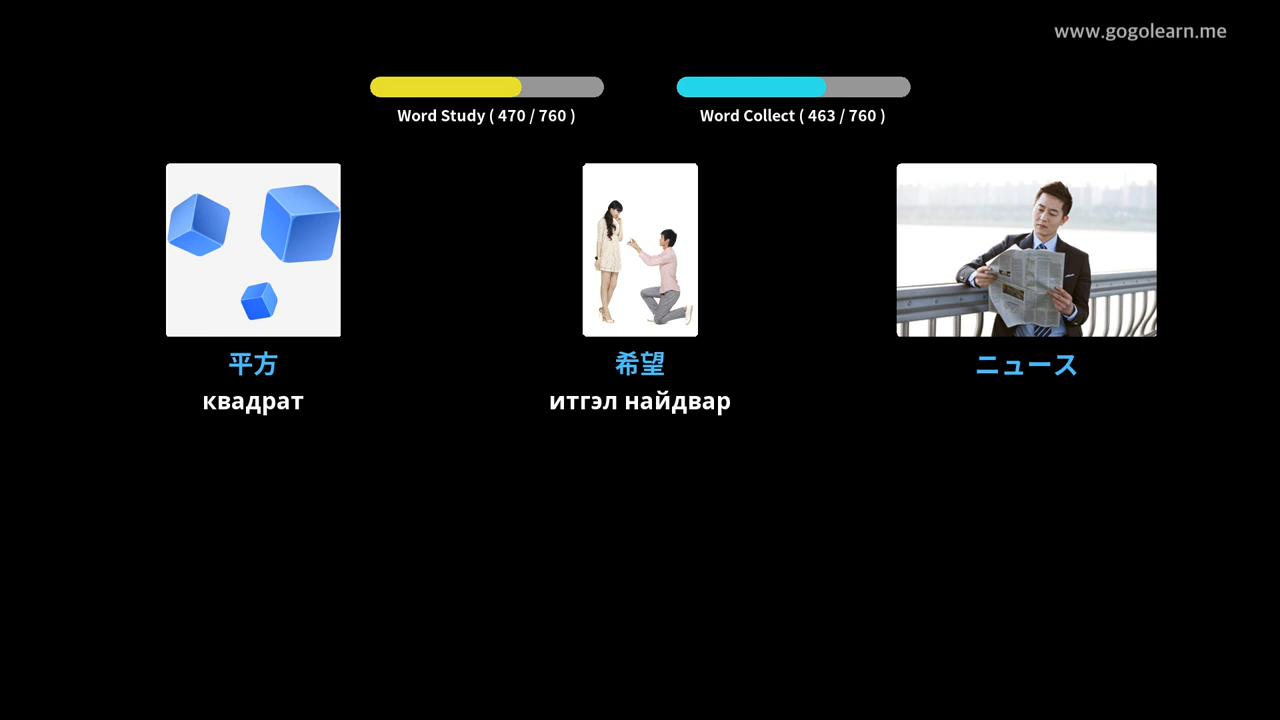 www.gogolearn.me
Word Study ( 470 / 760 )
Word Collect ( 463 / 760 )
平方
квадрат
希望
итгэл найдвар
ニュース